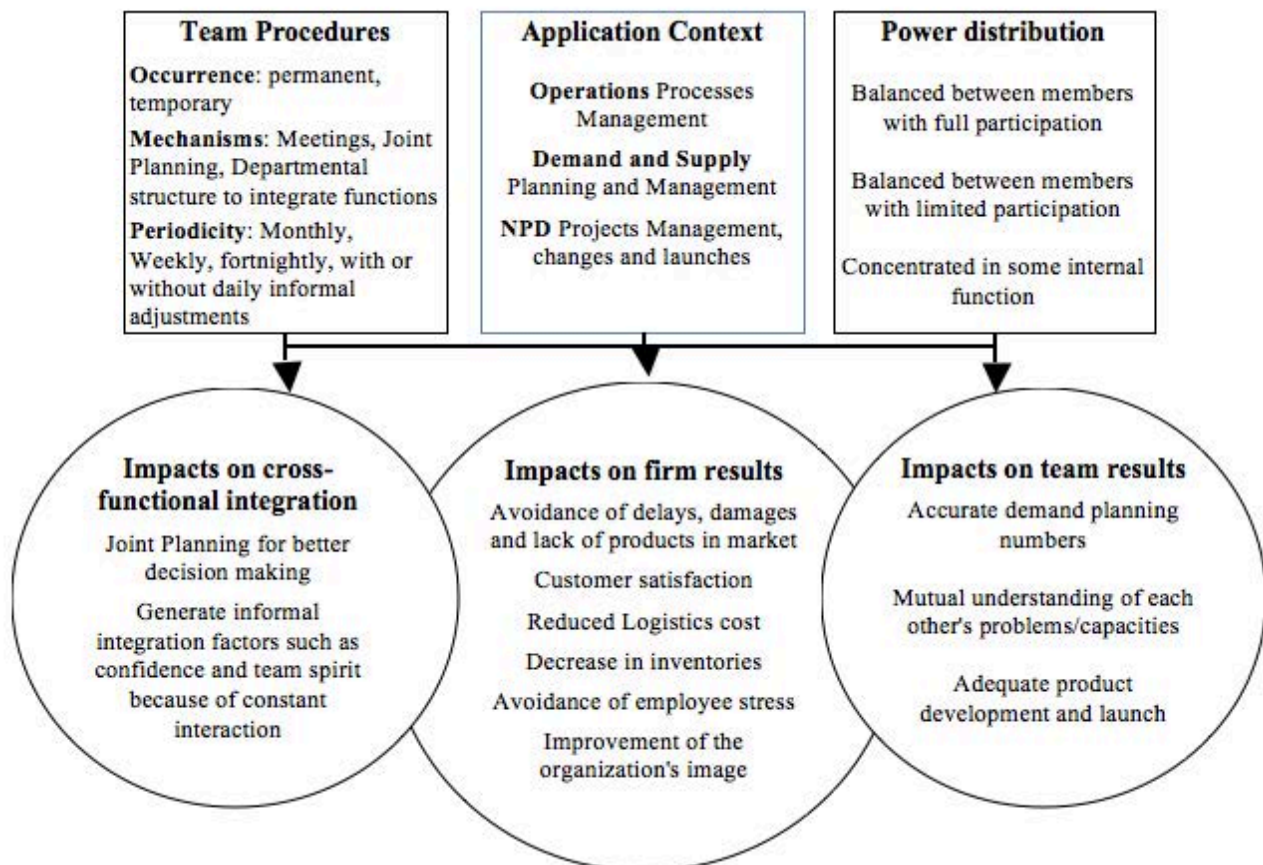 Team Procedures
Occurrence: permanent,
temporary
Mechanisms: Meetings, Joint
Planning, Departmental
structure to integrate functions
Periodicity: Monthly,
Weekly, fortnightly, with or
without daily informal
adjustments
Application Context
Operations Processes
Management
Demand and Supply
Planning and Management
NPD Projects Management,
changes and launches
Power distribution
Balanced between members
with full participation
Balanced between members
with limited participation
Concentrated in some internal
function
Impacts on cross-
functional integration
Joint Planning for better
decision making
Generate informal
integration factors such as
confidence and team spirit
because of constant
interaction
Impacts on firm results
Avoidance of delays, damages
and lack of products in market
Customer satisfaction
Reduced Logistics cost
Decrease in inventories
Avoidance of employee stress
Improvement of the
organization's image
Impacts on team results
Accurate demand planning
numbers
Mutual understanding of each
other's problems/capacities
Adequate product
development and launch